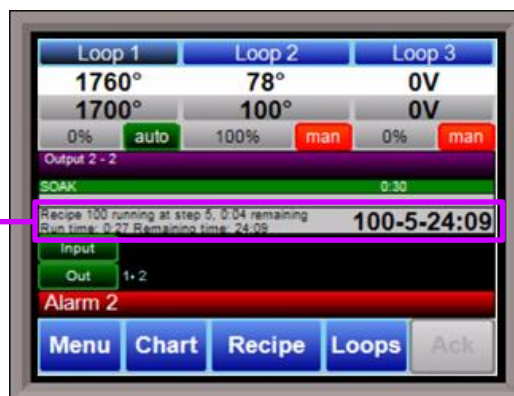 Loop 1 Loop 2 Loop 3
1760° 78° 0V
1700° 100° 0V
0% auto 100% man 0% man
Output 2 - 2
SOAK 0:30
Recipe 100 running at step 5, 0:04 remaining
Run time: 0:27 Remaining time: 24:09
100-5-24:09
Input
Out 1• 2
Alarm 2
Menu Chart Recipe Loops Ack